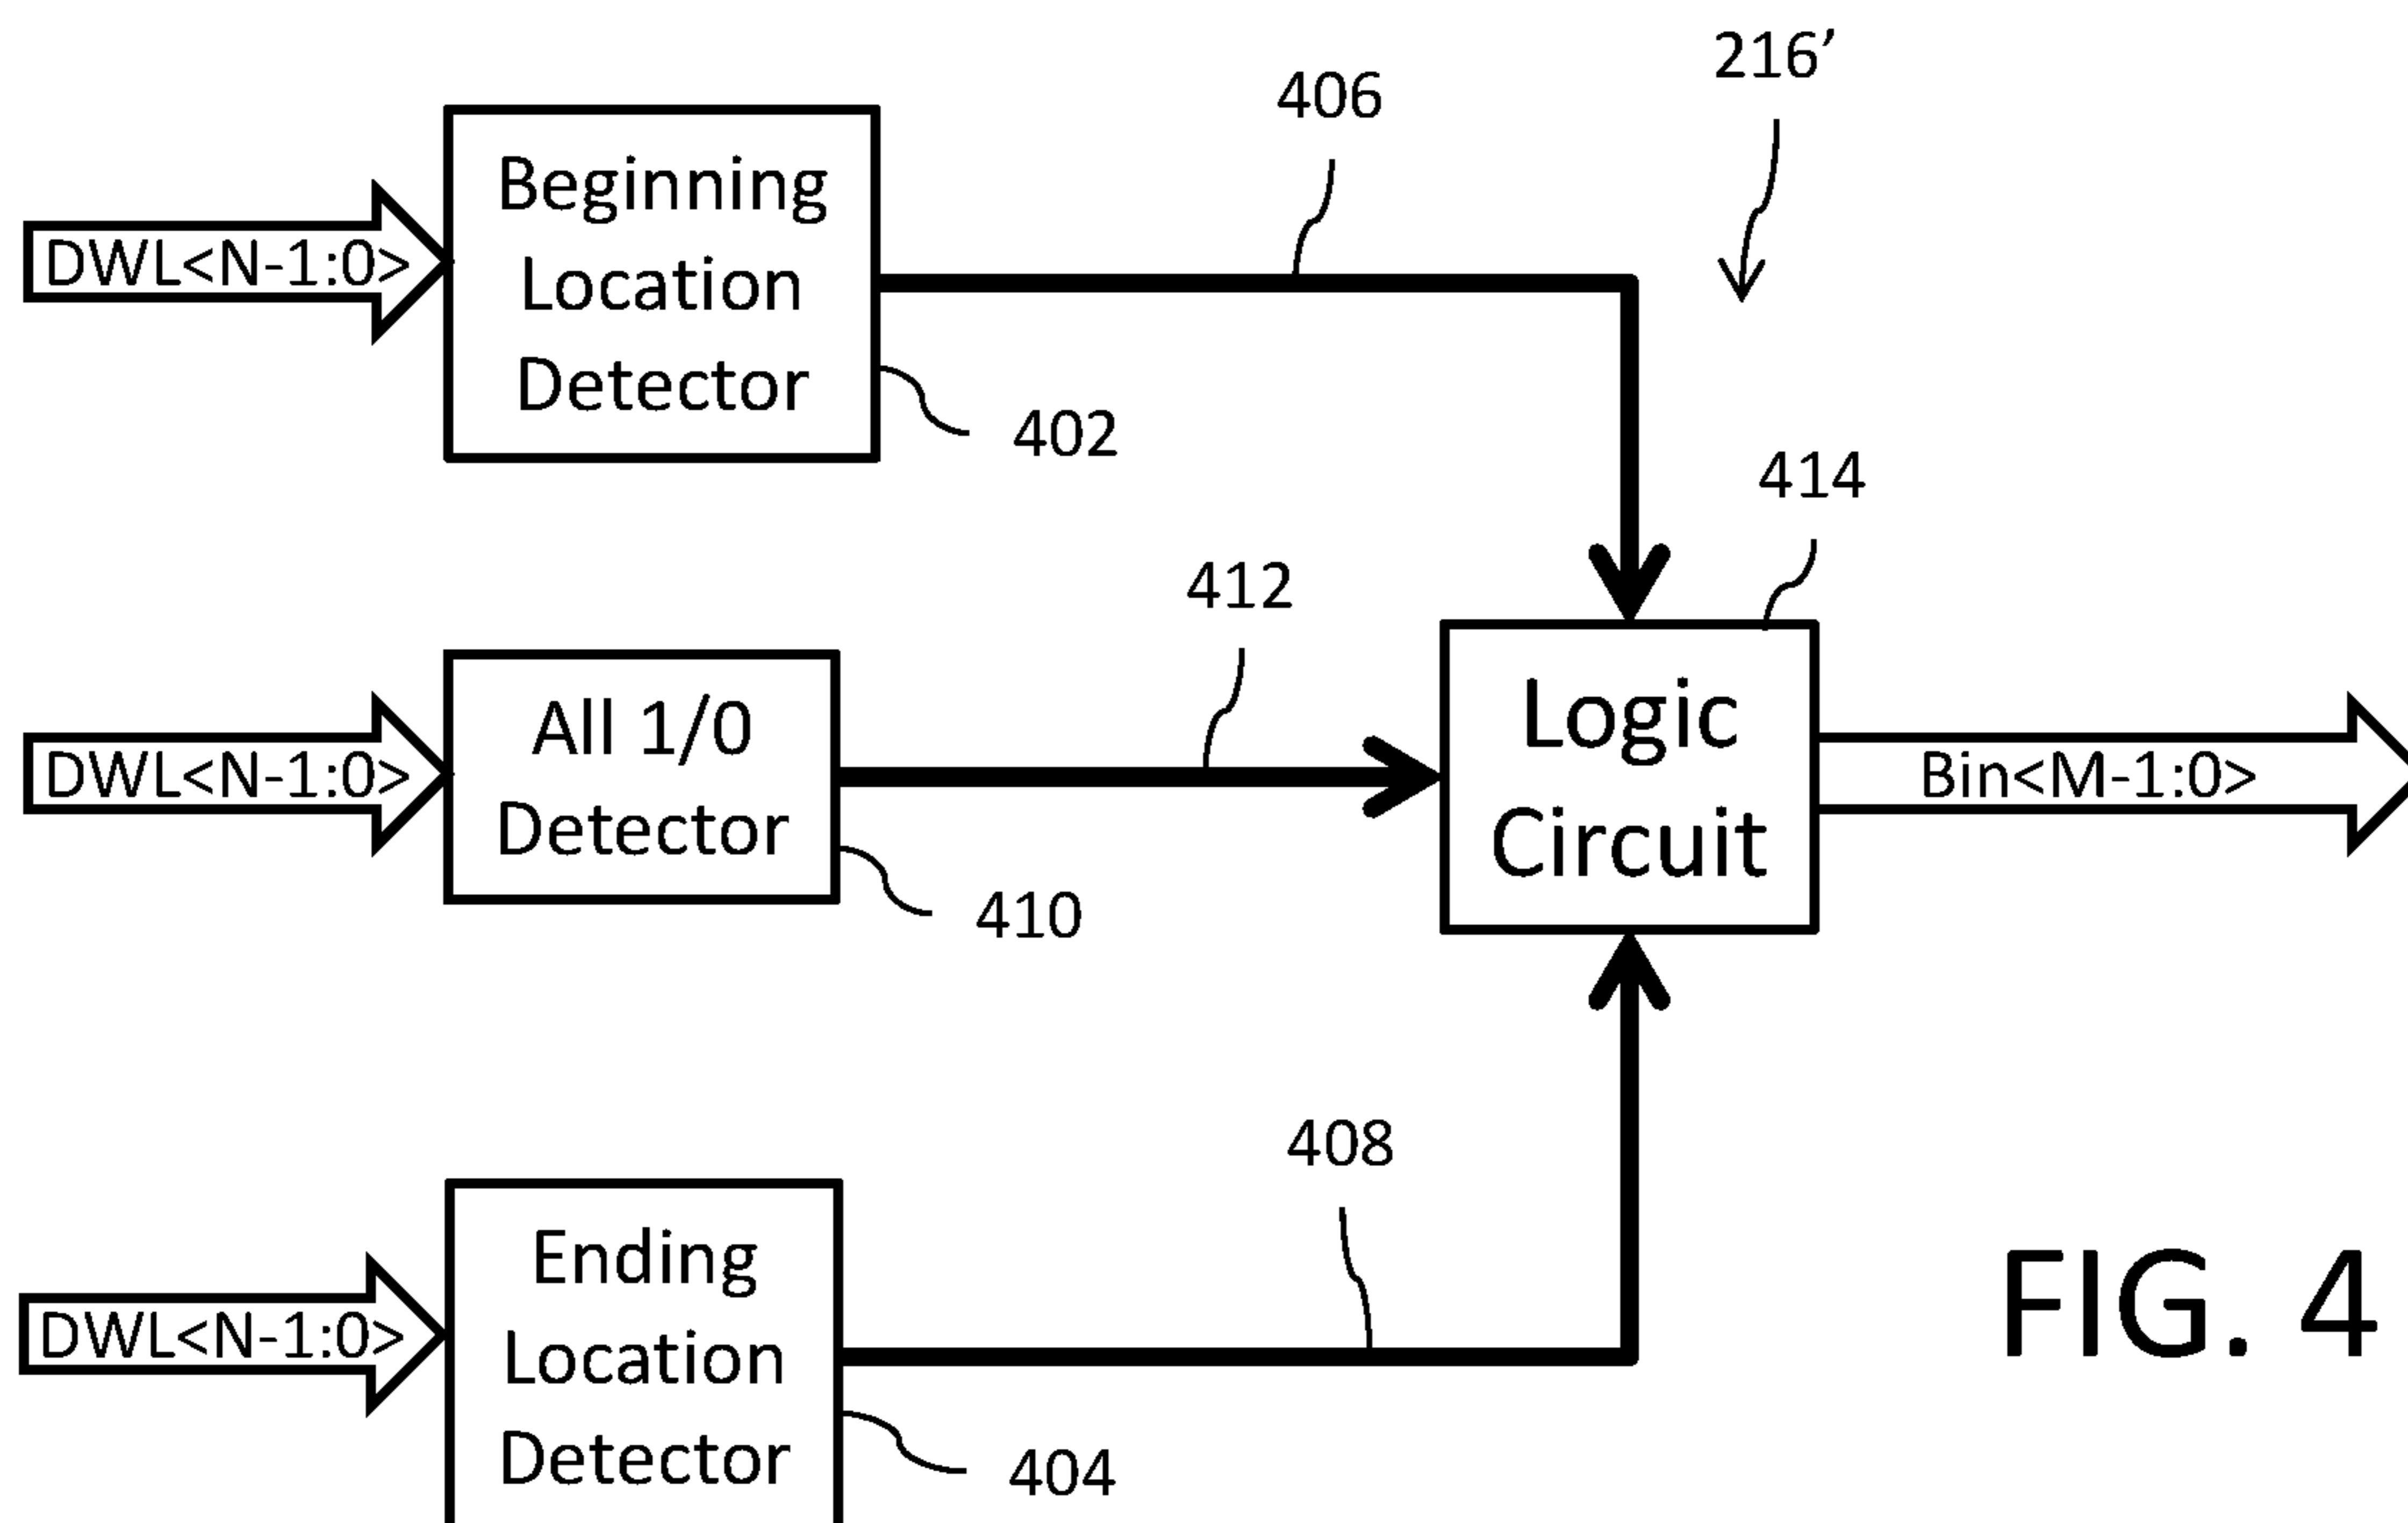 216’
406
Beginning
Location
Detector
DWL<N-1:0>
402
414
412
All 1/0
Detector
DWL<N-1:0>
410
Logic
Circuit
Bin<M-1:0>
408
Ending
Location
Detector
DWL<N-1:0>
404
FIG. 4